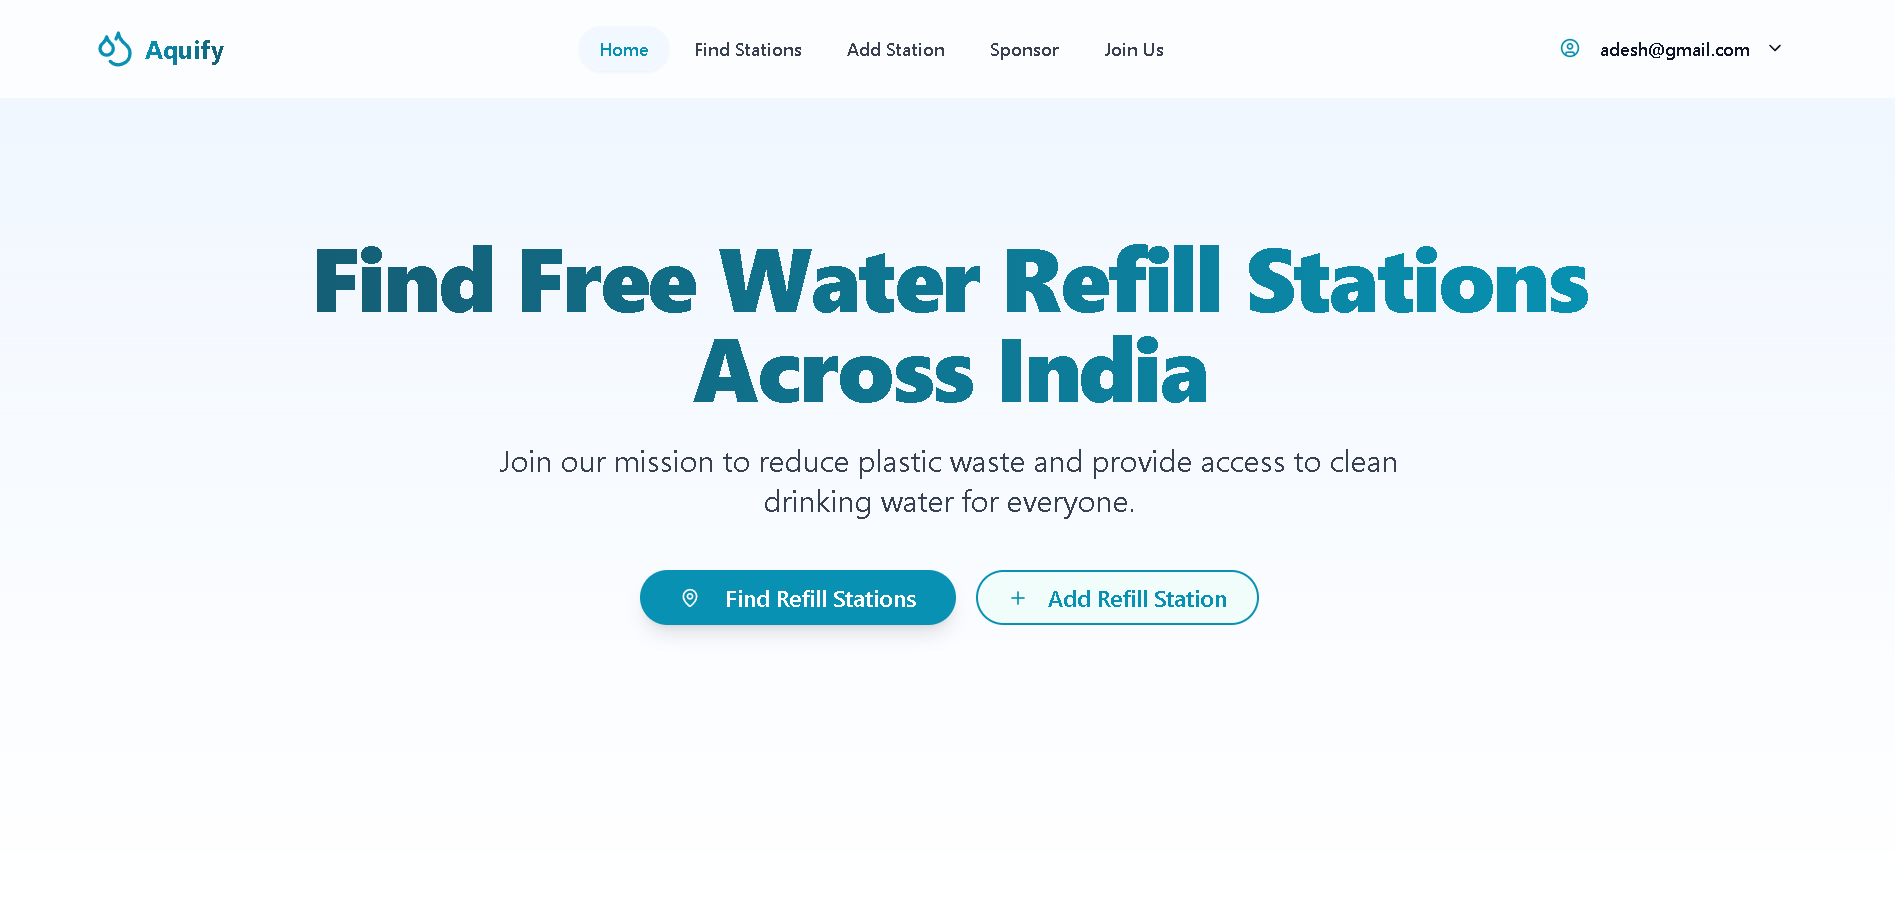 Aquify
Home
Find Stations
Add Station
Sponsor
Join Us
adesh@gmail.com
Find Free Water Refill Stations
Across India
Join our mission to reduce plastic waste and provide access to clean
drinking water for everyone.
Find Refill Stations
Add Refill Station